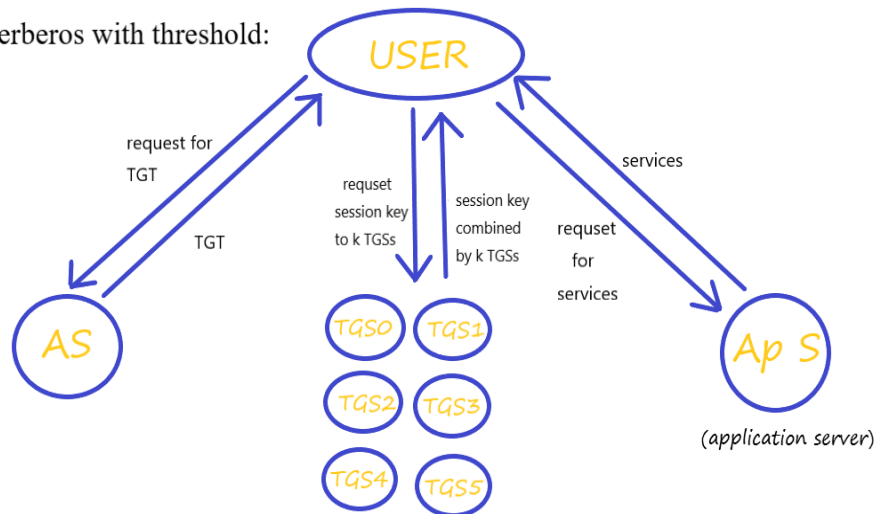 erberos with threshold:
USER
request for
TGT
TGT
requset
session key
to k TGSs
session key
combined
by k TGSs
services
requset
for
services
AS
TGS0
TGS1
TGS2
TGS3
TGS4
TGS5
Ap S
(application server)